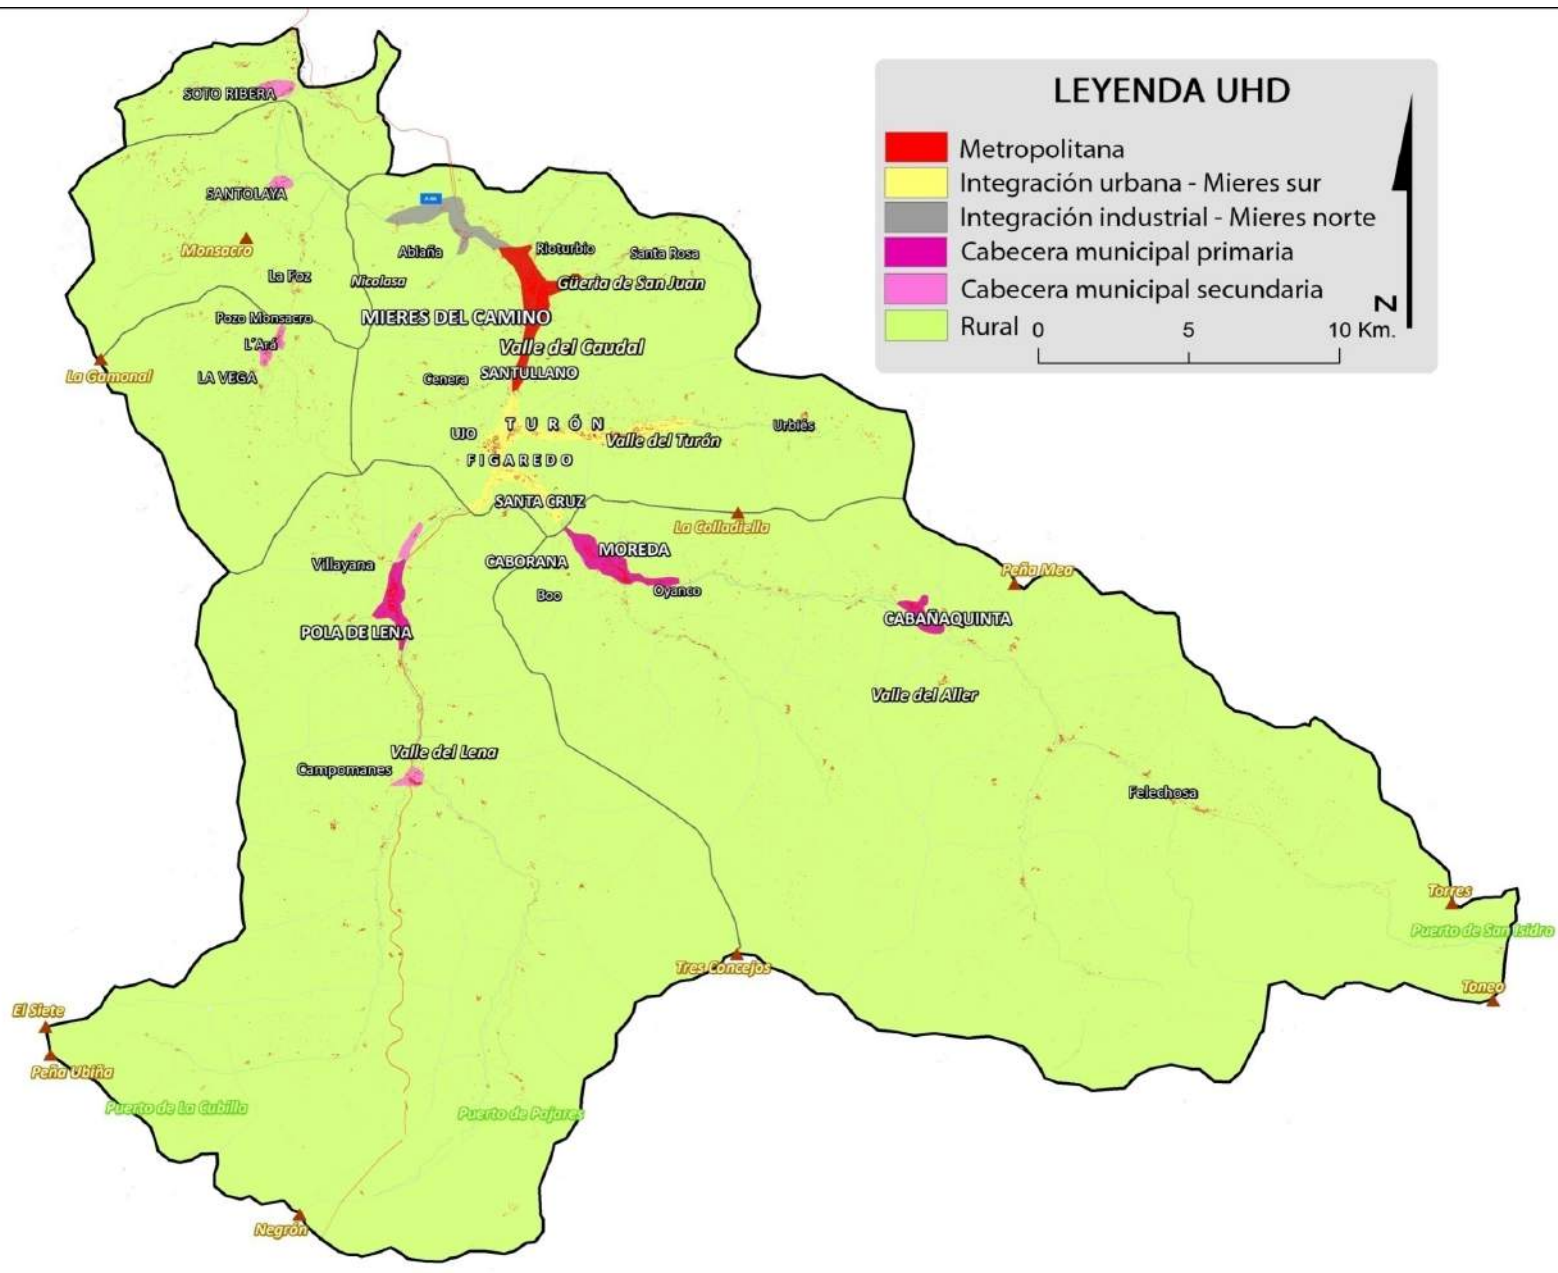 LEYENDA UHD
Metropolitana
Integración urbana - Mieres sur
Integración industrial - Mieres norte
Cabecera municipal primaria
Cabecera municipal secundaria
Rural
0 5 10 Km.
N
SOTO RIBERA
SANTOLAYA
Monsacro
La Foz
Nicolasa
Ablaña
Rioturbio
Santa Rosa
Güeria de San Juan
Pozo Monsacro
MIERES DEL CAMINO
L'Ará
Valle del Caudal
La Gamonal
LA VEGA
Cenera
SANTULLANO
TURÓN
UJO
Valle del Turón
Urbiés
FIGAREDO
SANTA CRUZ
La Colladiella
Villayana
CABORANA
MOREDA
Boo
Oyanco
Peña Mea
CABAÑAQUINTA
POLA DE LENA
Valle del Aller
Valle del Lena
Campomanes
Felechosa
Torres
Puerto de San Isidro
Tres Concejos
Toneo
El Siete
Peña Ubiña
Puerto de La Cubilla
Puerto de Pajares
Negrón